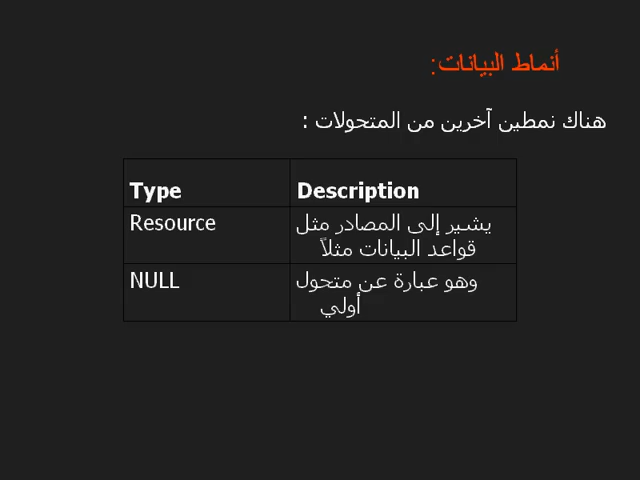 أنماط البيانات:
هناك نمطين آخرين من المتحولات :
Type Description
Resource يشير إلى المصادر مثل
قواعد البيانات مثلاً
NULL وهو عبارة عن متحول
أولي